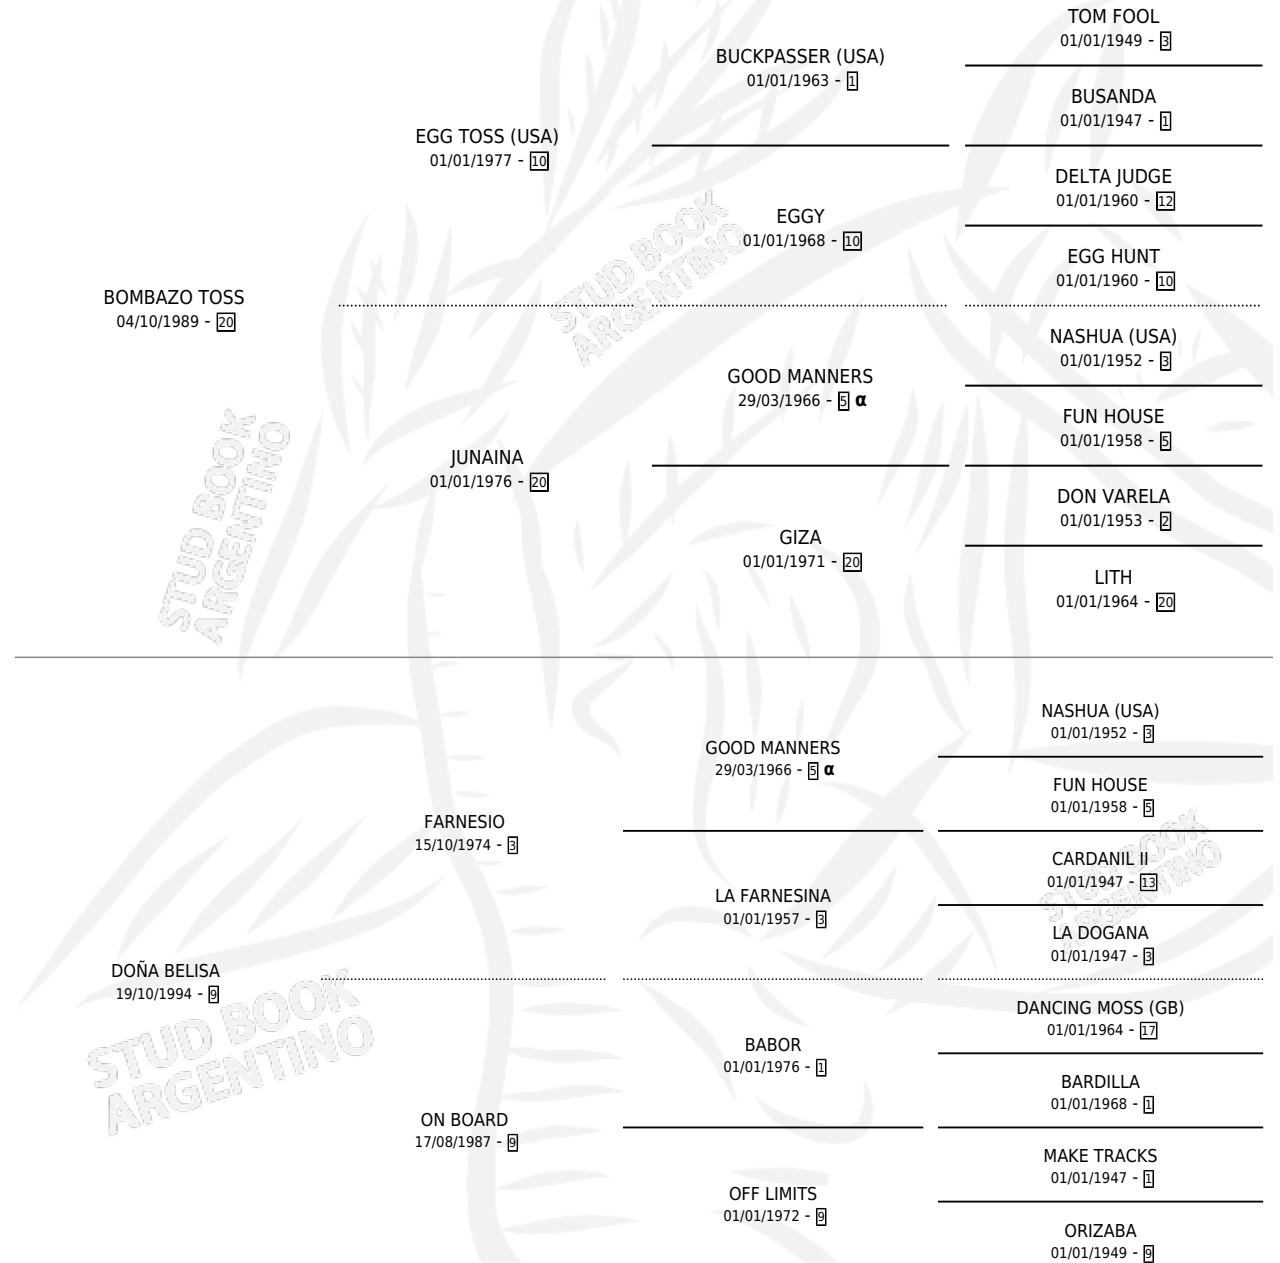 TOM FOOL
01/01/1949 - 3
BUCKPASSER (USA)
01/01/1963 - 1
BUSANDA
01/01/1947 - 1
EGG TOSS (USA)
01/01/1977 - 10
DELTA JUDGE
01/01/1960 - 12
EGGY
01/01/1968 - 10
EGG HUNT
01/01/1960 - 10
BOMBAZO TOSS
04/10/1989 - 20
NASHUA (USA)
01/01/1952 - 3
GOOD MANNERS
29/03/1966 - 5 α
FUN HOUSE
01/01/1958 - 5
JUNAINA
01/01/1976 - 20
DON VARELA
01/01/1953 - 2
GIZA
01/01/1971 - 20
LITH
01/01/1964 - 20
NASHUA (USA)
01/01/1952 - 3
GOOD MANNERS
29/03/1966 - 5 α
FUN HOUSE
01/01/1958 - 5
FARNESIO
15/10/1974 - 3
CARDANIL II
01/01/1947 - 13
LA FARNESINA
01/01/1957 - 3
LA DOGANA
01/01/1947 - 3
DOÑA BELISA
19/10/1994 - 9
DANCING MOSS (GB)
01/01/1964 - 17
BABOR
01/01/1976 - 1
BARDILLA
01/01/1968 - 1
ON BOARD
17/08/1987 - 9
MAKE TRACKS
01/01/1947 - 1
OFF LIMITS
01/01/1972 - 9
ORIZABA
01/01/1949 - 9
STUD BOOK
ARGENTINO
STUD BOOK
ARGENTINO
STUD BOOK
ARGENTINO
STUD BOOK
ARGENTINO